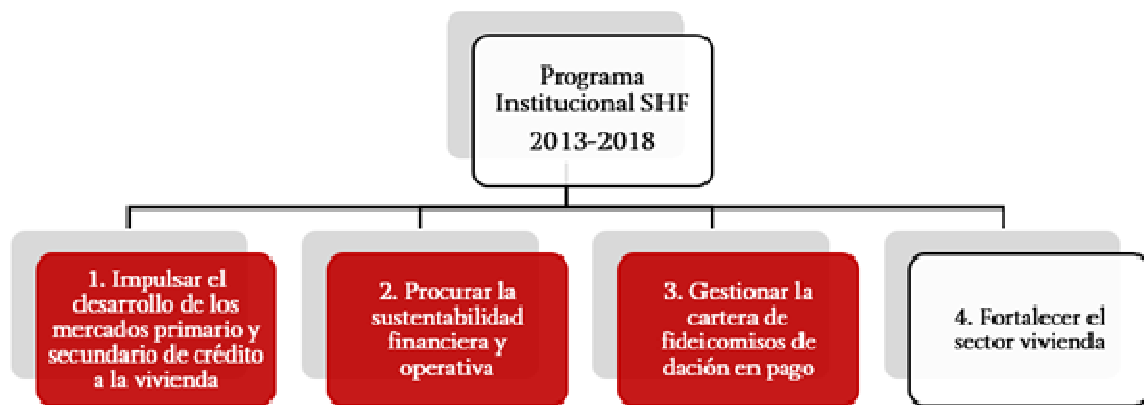 Programa
Institucional SHF
2013-2018
1. Impulsar el
desarrollo de los
mercados primario y
secundario de crédito
a la vivienda
2. Procurar la
sustentabilidad
financiera y
operativa
3. Gestionar la
cartera de
fideicomisos de
dación en pago
4. Fortalecer el
sector vivienda